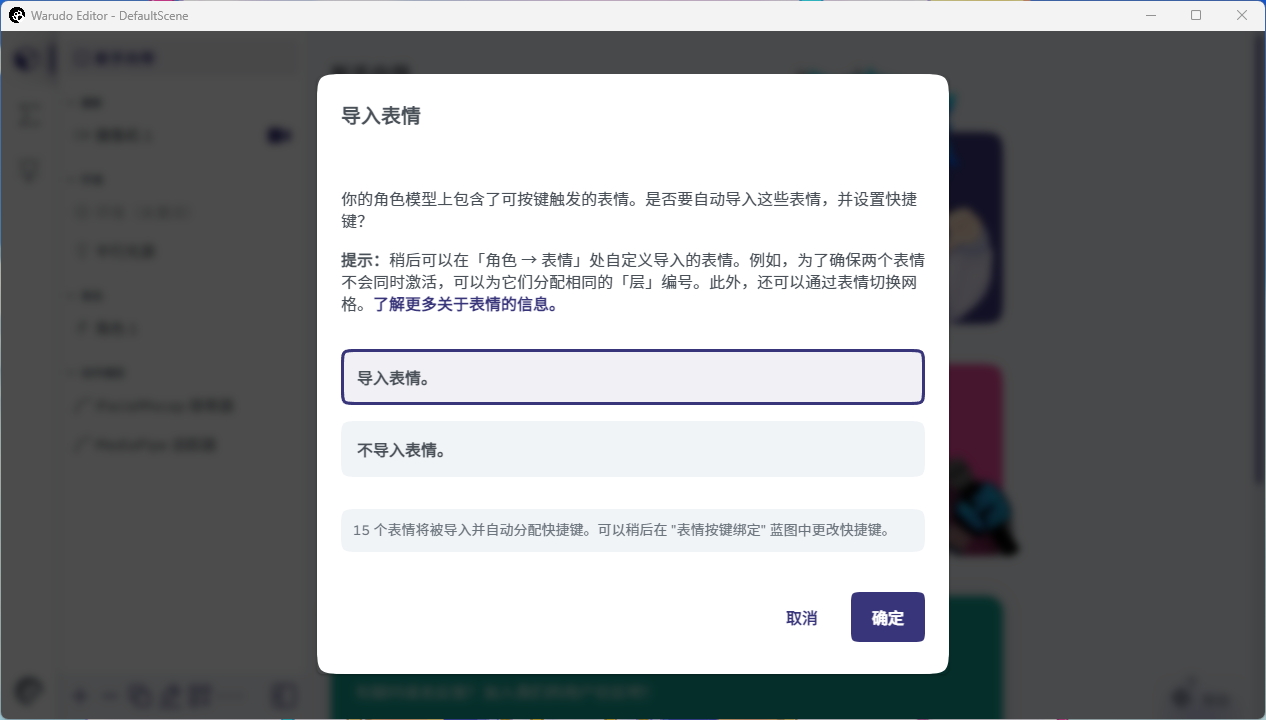 Warudo Editor - DefaultScene
导入表情
你的角色模型上包含了可按键触发的表情。是否要自动导入这些表情，并设置快捷
键？
提示：稍后可以在「角色 → 表情」处自定义导入的表情。例如，为了确保两个表情
不会同时激活，可以为它们分配相同的「层」编号。此外，还可以通过表情切换网
格。了解更多关于表情的信息。
导入表情。
不导入表情。
15 个表情将被导入并自动分配快捷键。可以稍后在 "表情按键绑定" 蓝图中更改快捷键。
取消
确定